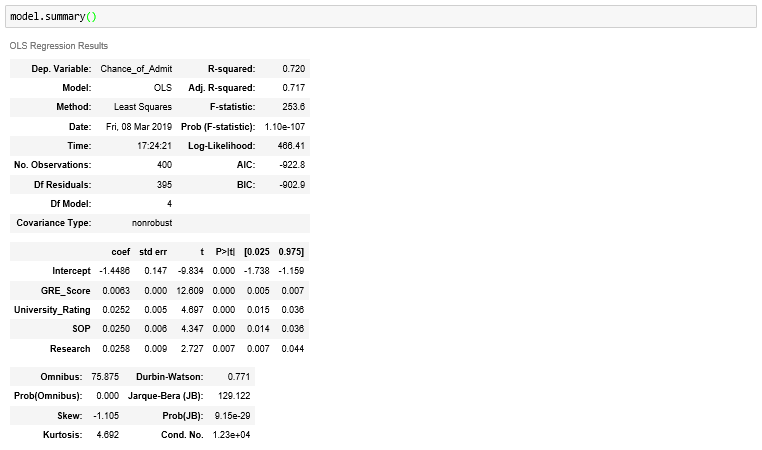 model.summary()
OLS Regression Results
Dep. Variable: Chance_of_Admit R-squared: 0.720
Model: OLS Adj. R-squared: 0.717
Method: Least Squares F-statistic: 253.6
Date: Fri, 08 Mar 2019 Prob (F-statistic): 1.10e-107
Time: 17:24:21 Log-Likelihood: 466.41
No. Observations: 400 AIC: -922.8
Df Residuals: 395 BIC: -902.9
Df Model: 4
Covariance Type: nonrobust
coef std err t P>|t| [0.025 0.975]
Intercept -1.4486 0.147 -9.834 0.000 -1.738 -1.159
GRE_Score 0.0063 0.000 12.609 0.000 0.005 0.007
University_Rating 0.0252 0.005 4.697 0.000 0.015 0.036
SOP 0.0250 0.006 4.347 0.000 0.014 0.036
Research 0.0258 0.009 2.727 0.007 0.007 0.044
Omnibus: 75.875 Durbin-Watson: 0.771
Prob(Omnibus): 0.000 Jarque-Bera (JB): 129.122
Skew: -1.105 Prob(JB): 9.15e-29
Kurtosis: 4.692 Cond. No. 1.23e+04